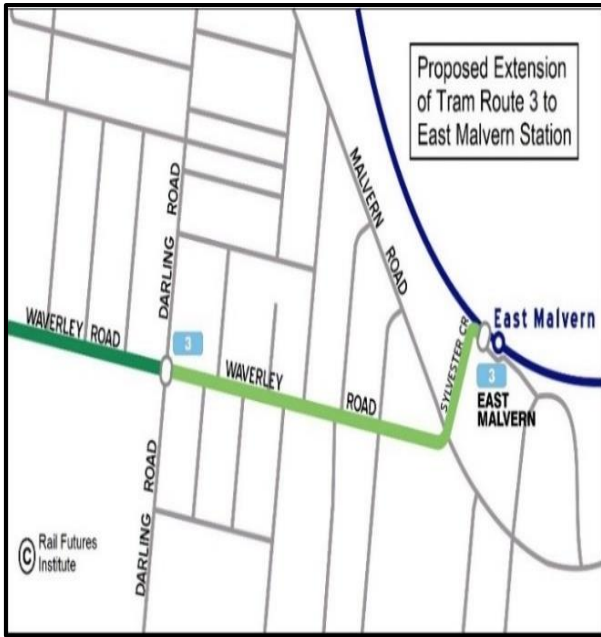 Proposed Extension
of Tram Route 3 to
East Malvern Station
MALVERN ROAD
DARLING ROAD
WAVERLEY ROAD
3
East Malvern
SYLVESTER CR
3
EAST
MALVERN
WAVERLEY ROAD
DARLING ROAD
© Rail Futures
Institute